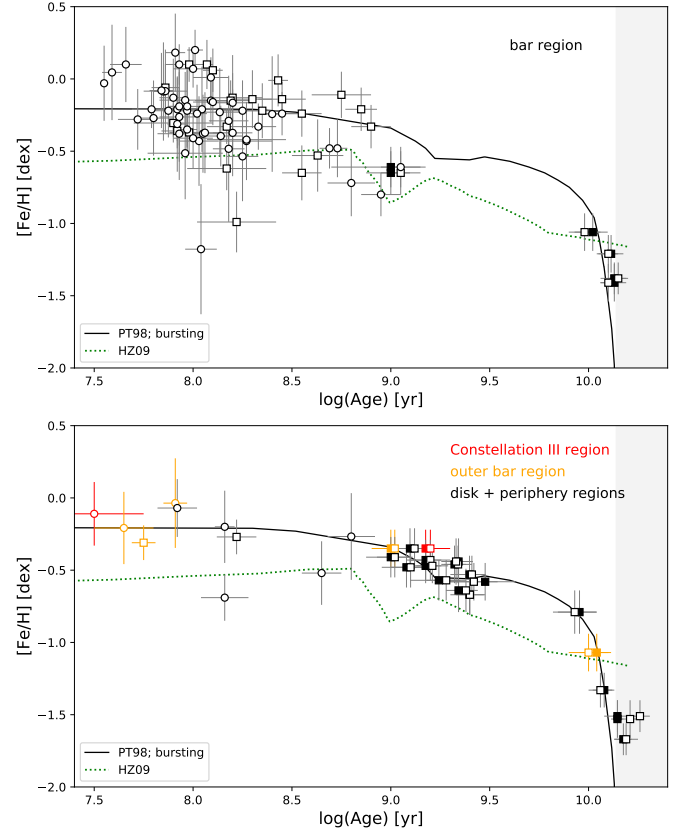 0.5
bar region
0.0
−0.5
−1.0
−1.5
−2.0
[Fe/H] [dex]
PT98; bursting
HZ09
7.5 8.0 8.5 9.0 9.5 10.0
log(Age) [yr]
0.5
Constellation III region
outer bar region
disk + periphery regions
0.0
−0.5
−1.0
−1.5
−2.0
[Fe/H] [dex]
PT98; bursting
HZ09
7.5 8.0 8.5 9.0 9.5 10.0
log(Age) [yr]